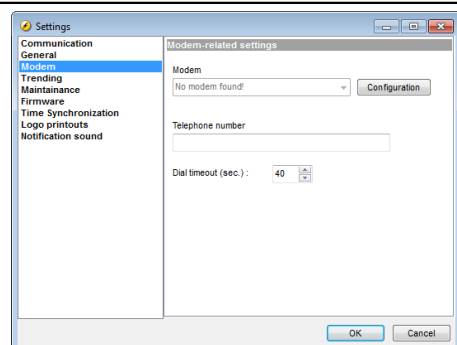 Settings
Communication
General
Modem
Trending
Maintainance
Firmware
Time Synchronization
Logo printouts
Notification sound
Modem-related settings
Modem
No modem found!
Configuration
Telephone number
Dial timeout (sec.) : 40
OK Cancel